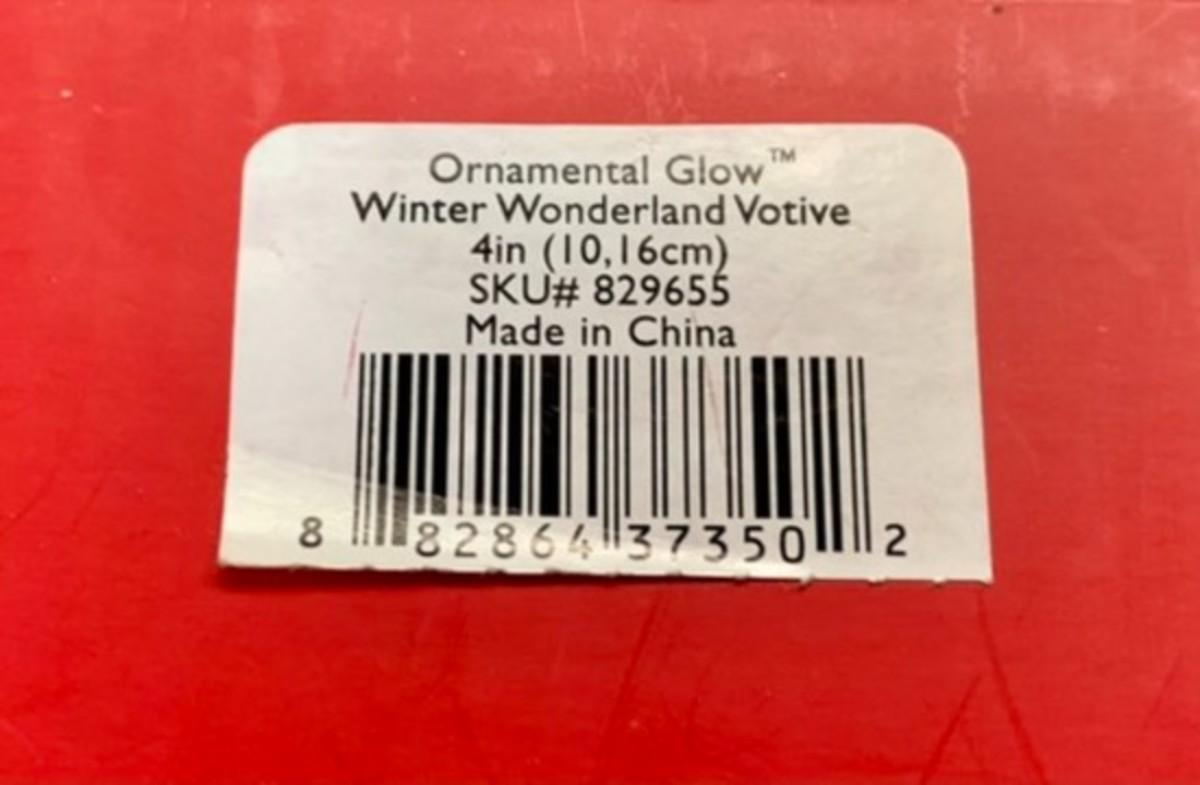 Ornamental Glow™
Winter Wonderland Votive
4in (10,16cm)
SKU# 829655
Made in China
8 82864 37350 2